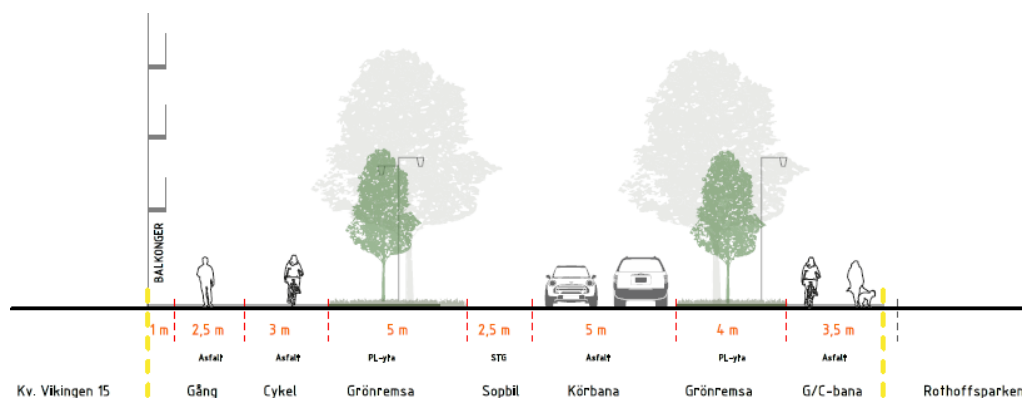 BALKONGER
1 m 2,5 m 3 m 5 m 2,5 m 5 m 4 m 3,5 m
Asfalt Asfalt PL-yta STG Asfalt PL-yta Asfalt
Kv. Vikingen 15 Gång Cykel Grönremsa Sopbil Körbana Grönremsa G/C-bana Rothoffsparken